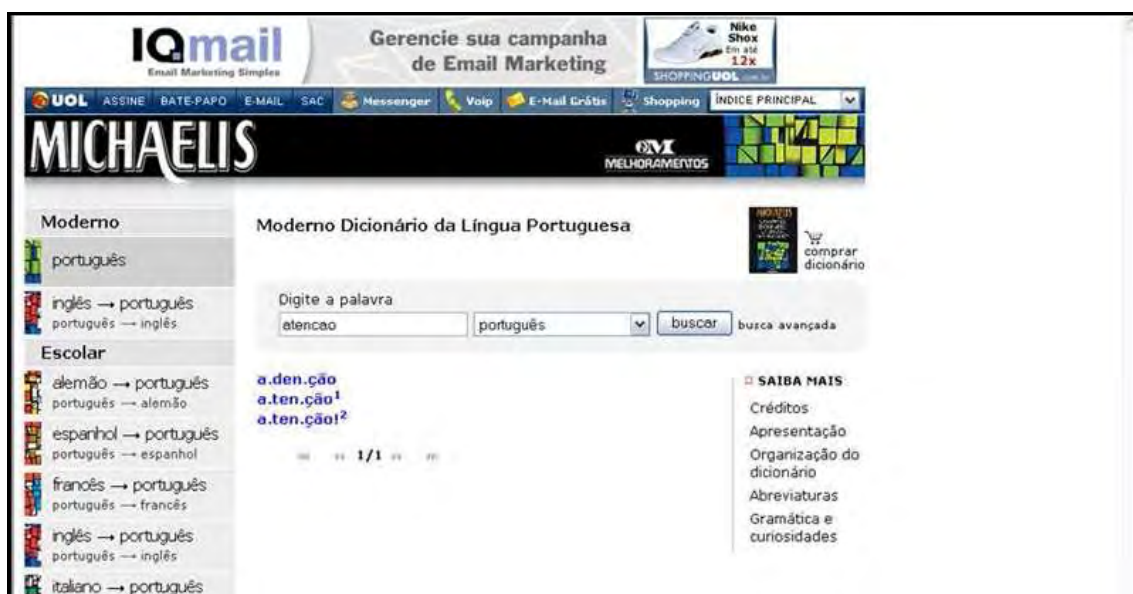 IQmail
Email Marketing Simples
Gerencie sua campanha
de Email Marketing
Nike
Shox
Em até
12x
SHOPPINGUOL
UOL ASSINE BATE-PAPO E-MAIL SAC Messenger Voip E-Mail Grátis Shopping ÍNDICE PRINCIPAL
MICHAELIS
MELHORAMENTOS
Moderno
português
inglês → português
português → inglês
Escolar
alemão → português
português → alemão
espanhol → português
português → espanhol
francês → português
português → francês
inglês → português
português → inglês
italiano → português
Moderno Dicionário da Língua Portuguesa
MICHAELIS
comprar
dicionário
Digite a palavra
atencao português buscar busca avançada
a.den.ção
a.ten.ção¹
a.ten.ção!²
1/1
SAIBA MAIS
Créditos
Apresentação
Organização do
dicionário
Abreviaturas
Gramática e
curiosidades